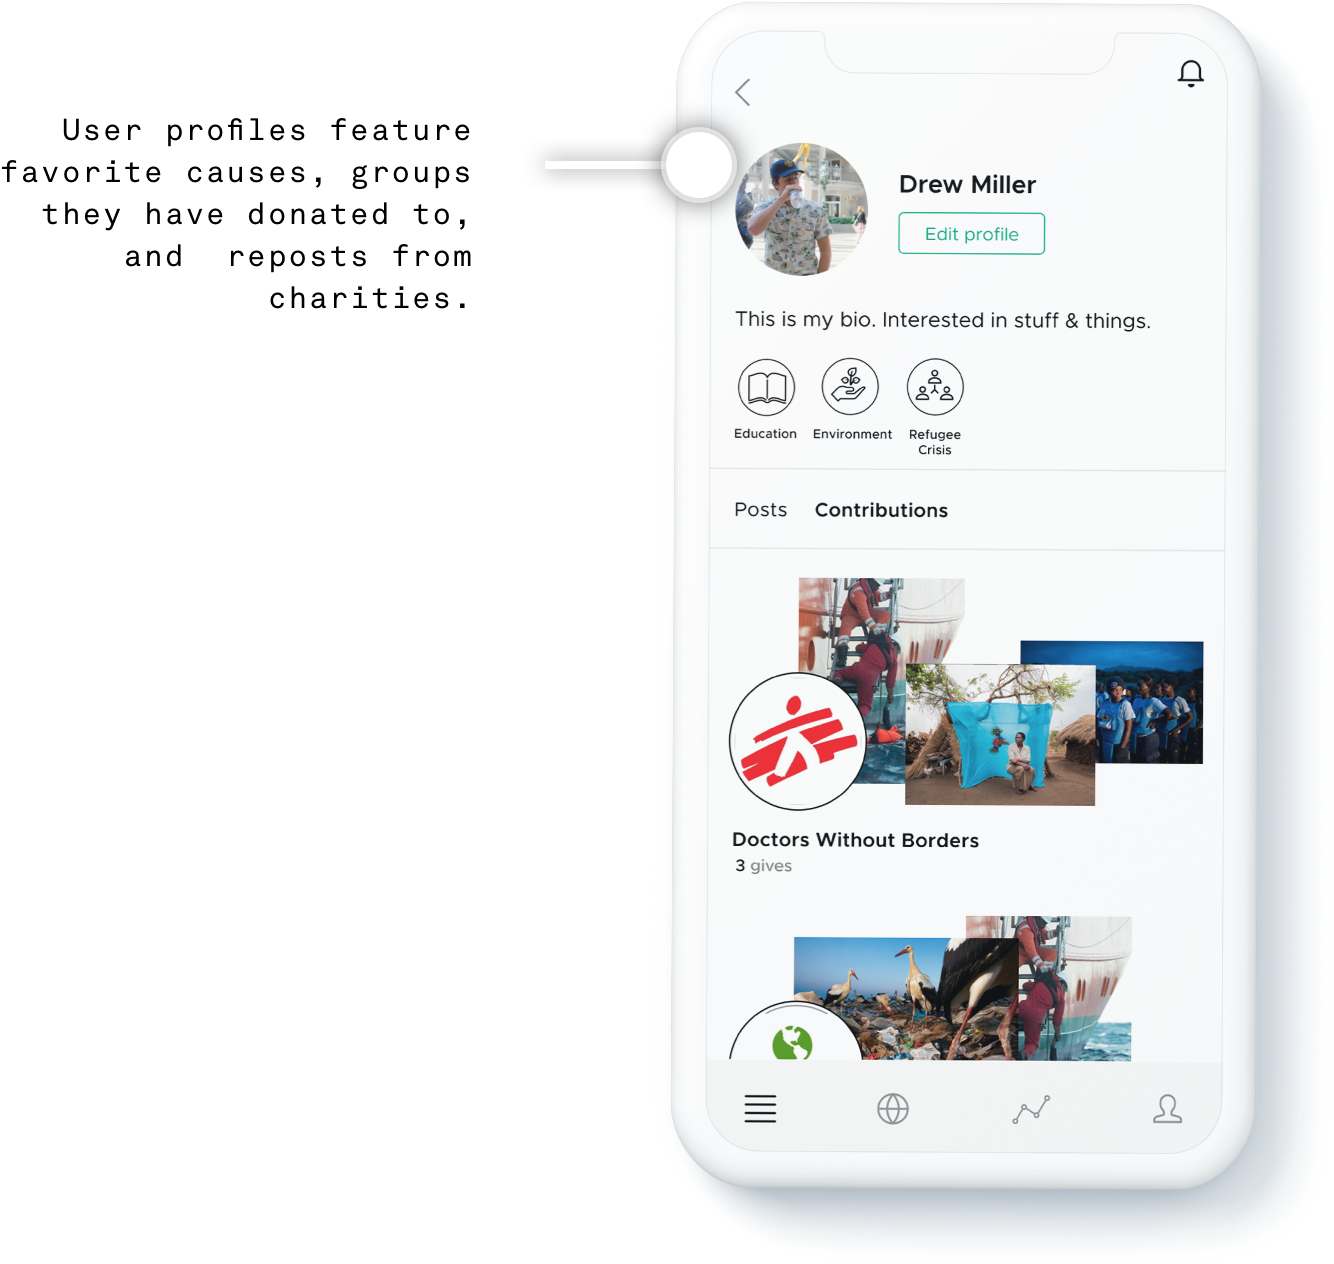 User profiles feature
favorite causes, groups
they have donated to,
and  reposts from
charities.
Drew Miller
Edit profile
This is my bio. Interested in stuff & things.
Education
Environment
Refugee
Crisis
Posts
Contributions
Doctors Without Borders
3 gives